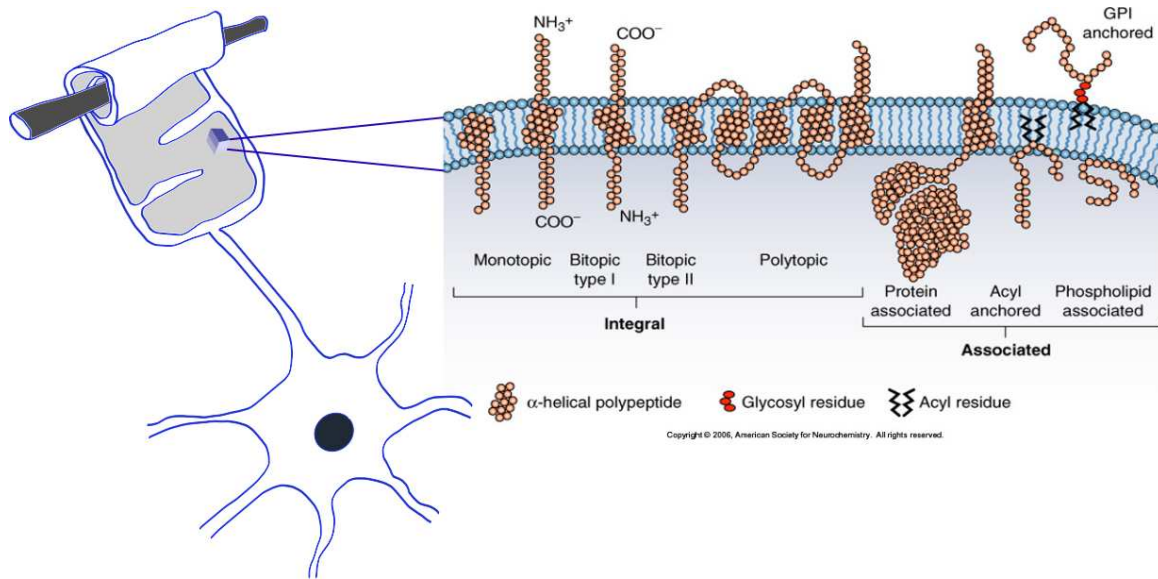 NH₃⁺
COO⁻
GPI
anchored
COO⁻
NH₃⁺
Monotopic
Bitopic
type I
Bitopic
type II
Polytopic
Protein
associated
Acyl
anchored
Phospholipid
associated
Integral
Associated
α-helical polypeptide
Glycosyl residue
Acyl residue
Copyright © 2006, American Society for Neurochemistry. All rights reserved.